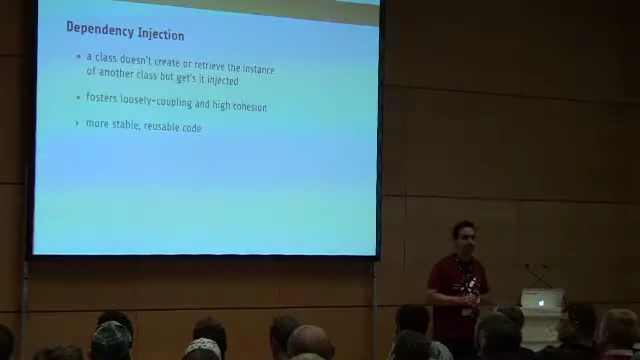 Dependency Injection
a class doesn't create or retrieve the instance
of another class but get's it injected
fosters loosely-coupling and high cohesion
more stable, reusable code